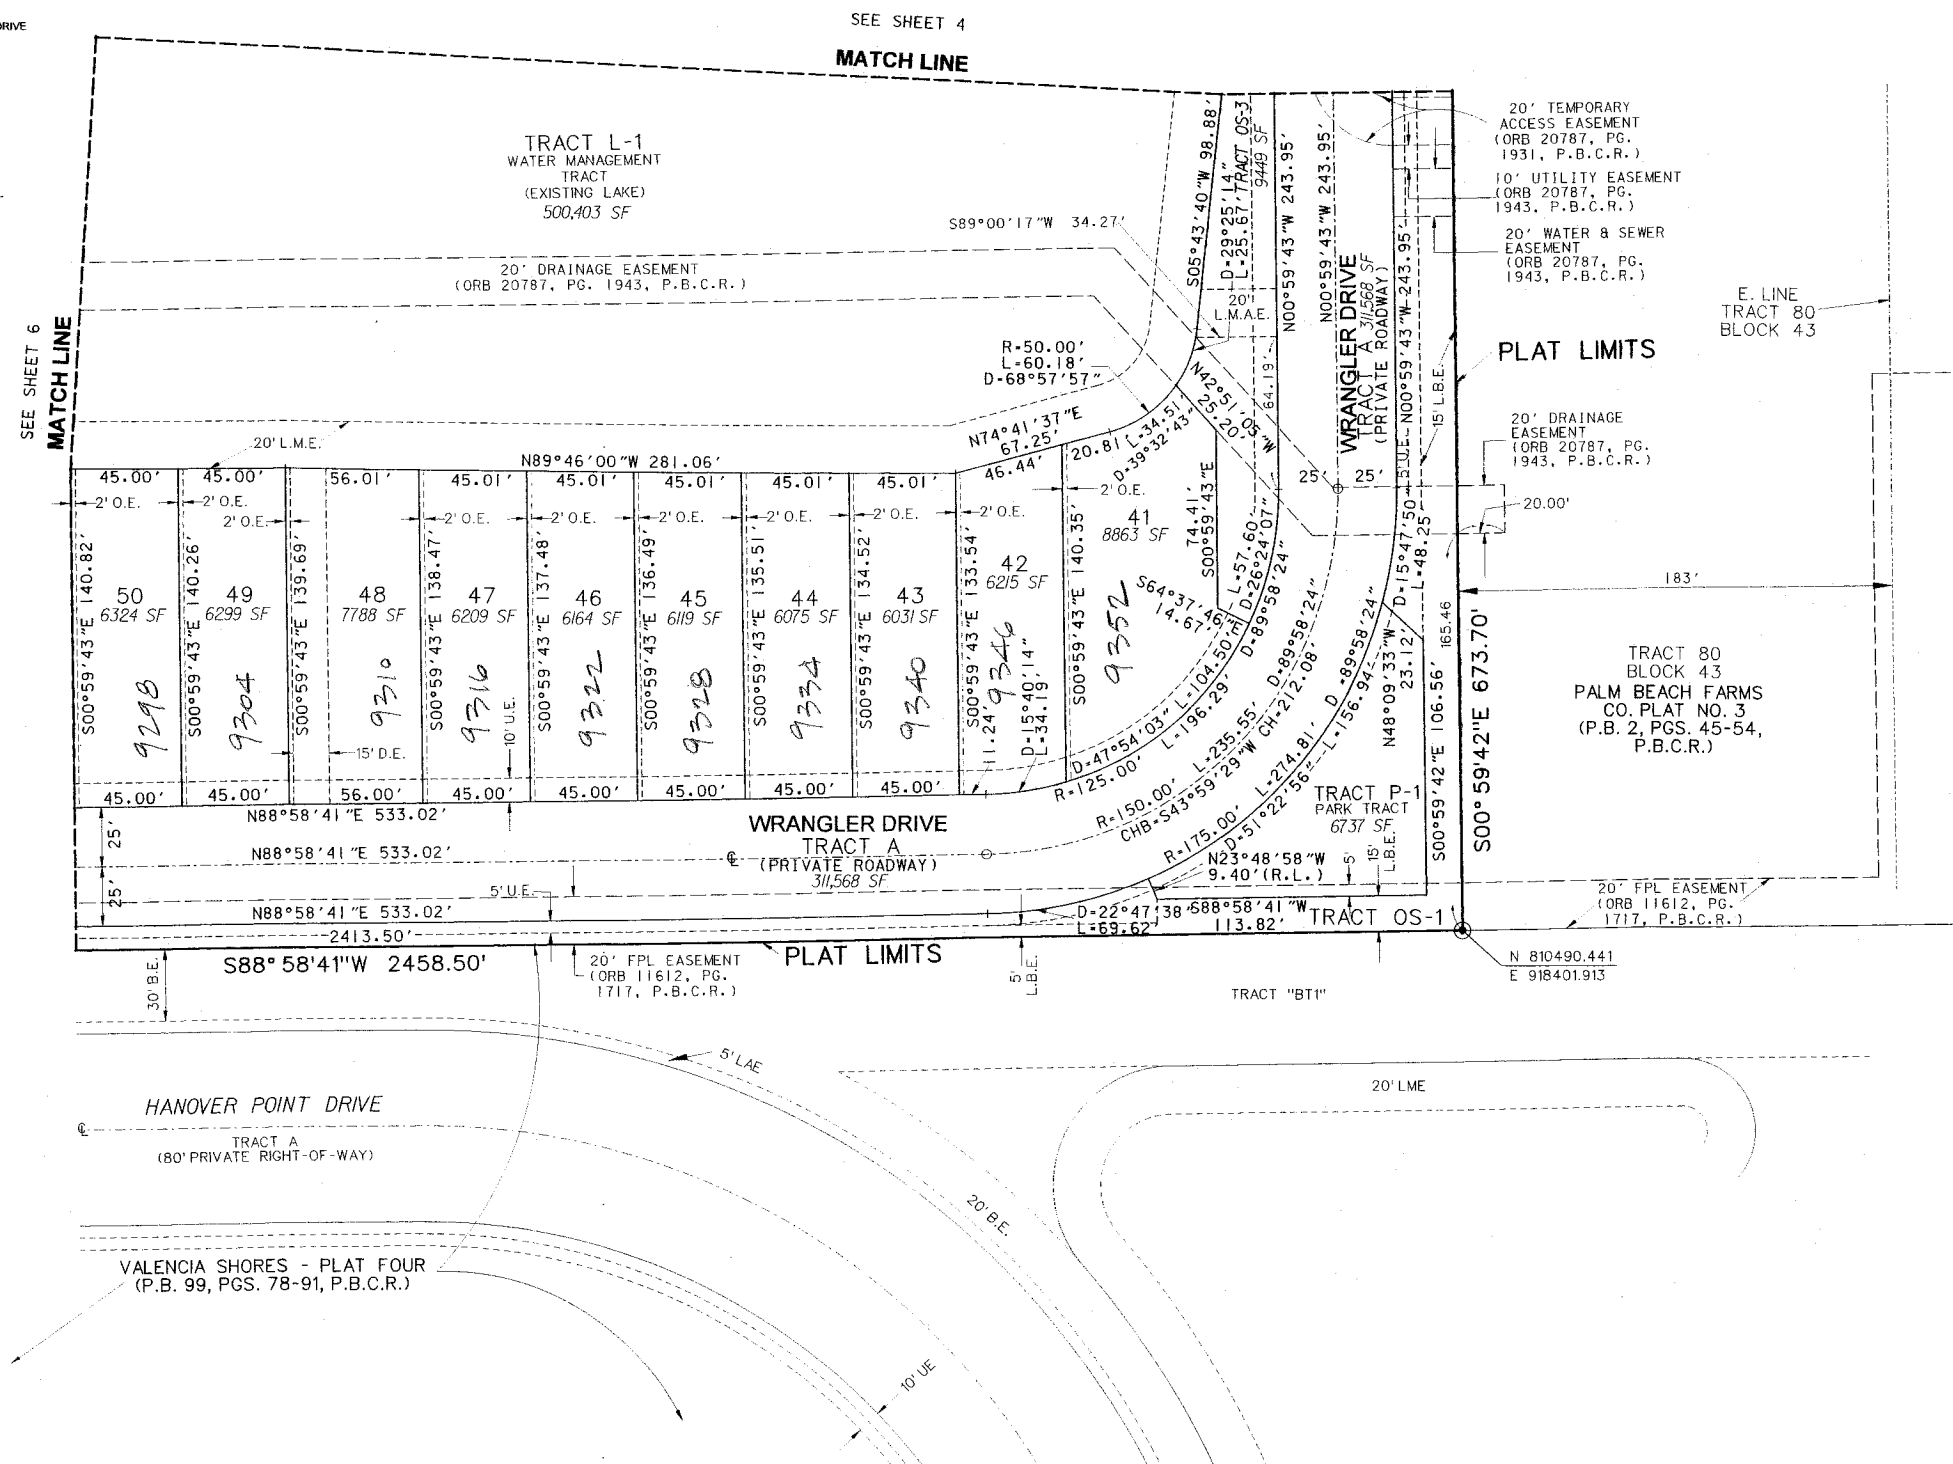 DRIVE
SEE SHEET 4
MATCH LINE
SEE SHEET 6
MATCH LINE
TRACT L-1
WATER MANAGEMENT
TRACT
(EXISTING LAKE)
500,403 SF
20' DRAINAGE EASEMENT
(ORB 20787, PG. 1943, P.B.C.R.)
S89°00'17"W 34.27'
S05°43'40"W 98.88'
D=29°25'14"
L=25.67'
TRACT OS-3
9449 SF
N00°59'43"W 243.95'
N00°59'43"W 243.95'
WRANGLER DRIVE
TRACT A 311,568 SF
(PRIVATE ROADWAY)
5' U.E.
N00°59'43"W 243.95'
15' L.B.E.
20' TEMPORARY
ACCESS EASEMENT
(ORB 20787, PG.
1931, P.B.C.R.)
10' UTILITY EASEMENT
(ORB 20787, PG.
1943, P.B.C.R.)
20' WATER & SEWER
EASEMENT
(ORB 20787, PG.
1943, P.B.C.R.)
E. LINE
TRACT 80
BLOCK 43
PLAT LIMITS
20' DRAINAGE
EASEMENT
(ORB 20787, PG.
1943, P.B.C.R.)
20.00'
183'
20'
L.M.A.E.
64.19'
R=50.00'
L=60.18'
D=68°57'57"
N42°51'05"W
25.20'
N74°41'37"E
67.25'
20.81'
L=34.51'
D=39°32'43"
46.44'
20' L.M.E.
N89°46'00"W 281.06'
25' 25'
45.00' 45.00' 56.01' 45.01' 45.01' 45.01' 45.01' 45.01'
2' O.E. 2' O.E. 2' O.E. 2' O.E. 2' O.E. 2' O.E. 2' O.E. 2' O.E. 2' O.E. 2' O.E.
S00°59'43"E 140.82'
50
6324 SF
9298
S00°59'43"E 140.26'
49
6299 SF
9304
S00°59'43"E 139.69'
48
7788 SF
9310
15' D.E.
S00°59'43"E 138.47'
47
6209 SF
9316
10' U.E.
S00°59'43"E 137.48'
46
6164 SF
9322
S00°59'43"E 136.49'
45
6119 SF
9328
S00°59'43"E 135.51'
44
6075 SF
9334
S00°59'43"E 134.52'
43
6031 SF
9340
S00°59'43"E 133.54'
42
6215 SF
9346
11.24'
D=15°40'14"
L=34.19'
S00°59'43"E 140.35'
41
8863 SF
9352
74.41'
S00°59'43"E
S64°37'46"E
14.67'
L=57.60'
D=26°24'07"
D=89°58'24"
D=47°54'03" L=104.50'
R=125.00' L=196.29'
R=150.00' L=235.55' D=89°58'24"
CHB=S43°59'29"W CH=212.08'
R=175.00' L=274.81' D=89°58'24"
D=51°22'56" L=156.94'
D=15°47'50"
L=48.25'
N48°09'33"W
23.12'
S00°59'42"E 106.56'
165.46
S00°59'42"E 673.70'
TRACT 80
BLOCK 43
PALM BEACH FARMS
CO. PLAT NO. 3
(P.B. 2, PGS. 45-54,
P.B.C.R.)
45.00' 45.00' 56.00' 45.00' 45.00' 45.00' 45.00' 45.00'
N88°58'41"E 533.02'
25'
N88°58'41"E 533.02'
25'
N88°58'41"E 533.02'
WRANGLER DRIVE
TRACT A
(PRIVATE ROADWAY)
311,568 SF
5' U.E.
TRACT P-1
PARK TRACT
6737 SF
N23°48'58"W
9.40'(R.L.)
5'
15'
L.B.E.
D=22°47'38"
L=69.62'
S88°58'41"W
113.82'
TRACT OS-1
20' FPL EASEMENT
(ORB 11612, PG.
1717, P.B.C.R.)
2413.50'
S88°58'41"W 2458.50'
30' B.E.
20' FPL EASEMENT
(ORB 11612, PG.
1717, P.B.C.R.)
PLAT LIMITS
5'
L.B.E.
N 810490.441
E 918401.913
TRACT "BT1"
5' LAE
20' LME
HANOVER POINT DRIVE
TRACT A
(80' PRIVATE RIGHT-OF-WAY)
20' B.E.
VALENCIA SHORES - PLAT FOUR
(P.B. 99, PGS. 78-91, P.B.C.R.)
10' UE